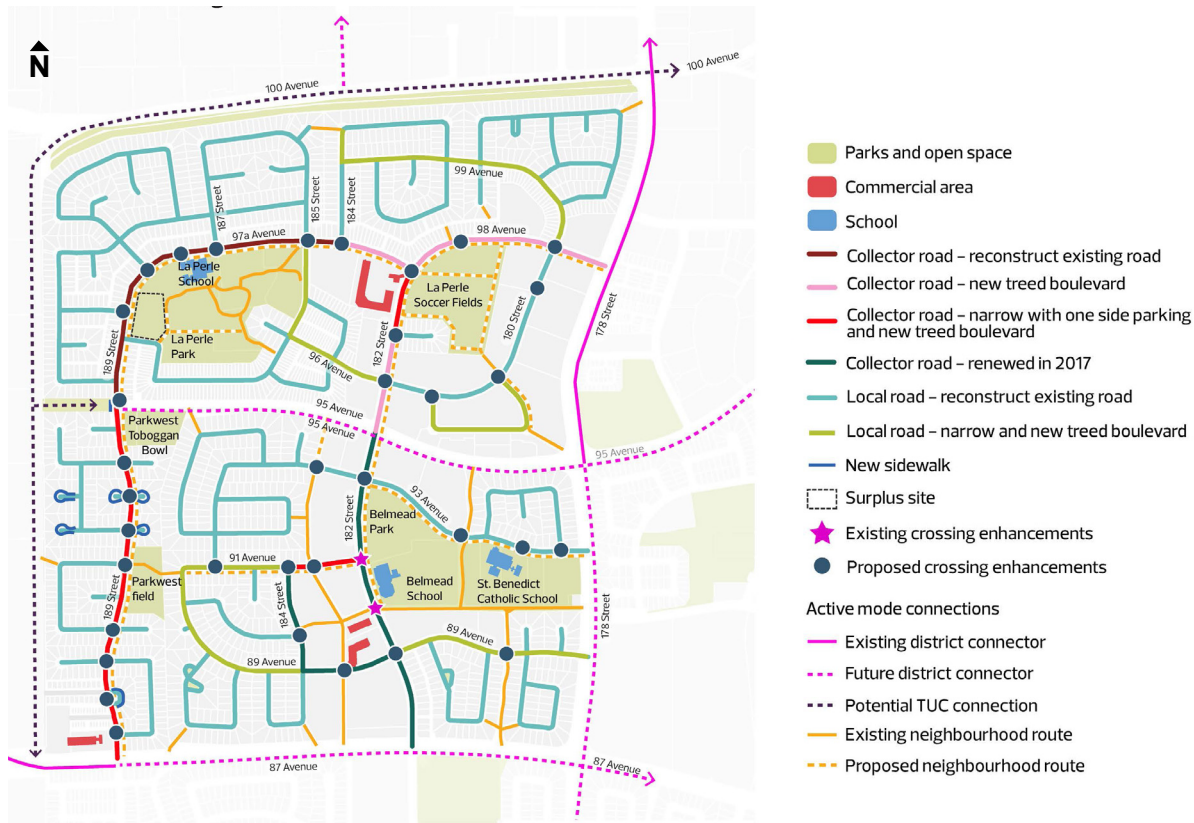 N
100 Avenue
100 Avenue
99 Avenue
187 Street
185 Street
184 Street
97a Avenue
98 Avenue
La Perle
School
La Perle
Soccer Fields
La Perle
Park
189 Street
182 Street
180 Street
178 Street
96 Avenue
95 Avenue
95 Avenue
95 Avenue
Parkwest
Toboggan
Bowl
93 Avenue
182 Street
Belmead
Park
91 Avenue
Parkwest
field
Belmead
School
St. Benedict
Catholic School
189 Street
184 Street
178 Street
89 Avenue
89 Avenue
87 Avenue
87 Avenue
Parks and open space
Commercial area
School
Collector road – reconstruct existing road
Collector road – new treed boulevard
Collector road – narrow with one side parking
and new treed boulevard
Collector road – renewed in 2017
Local road – reconstruct existing road
Local road – narrow and new treed boulevard
New sidewalk
Surplus site
Existing crossing enhancements
Proposed crossing enhancements
Active mode connections
Existing district connector
Future district connector
Potential TUC connection
Existing neighbourhood route
Proposed neighbourhood route